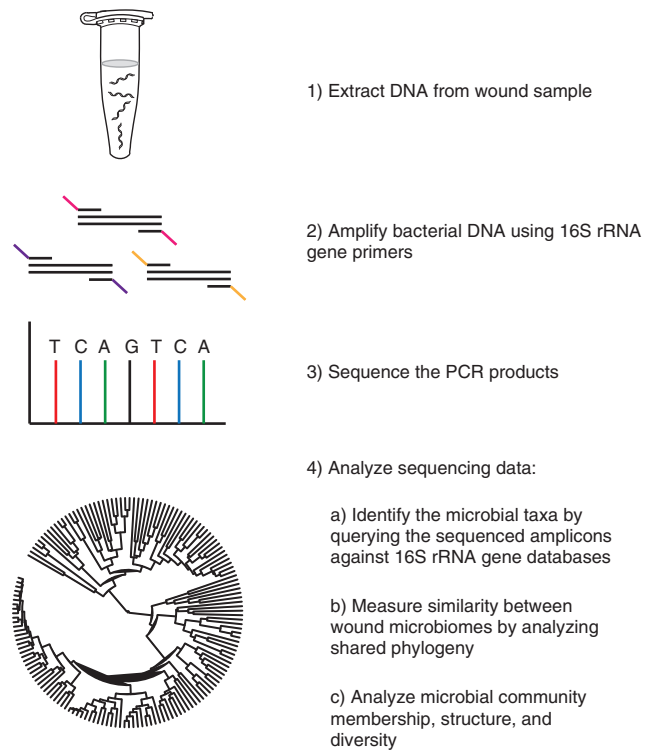 1) Extract DNA from wound sample
2) Amplify bacterial DNA using 16S rRNA
gene primers
T C A G T C A
3) Sequence the PCR products
4) Analyze sequencing data:
a) Identify the microbial taxa by
querying the sequenced amplicons
against 16S rRNA gene databases
b) Measure similarity between
wound microbiomes by analyzing
shared phylogeny
c) Analyze microbial community
membership, structure, and
diversity